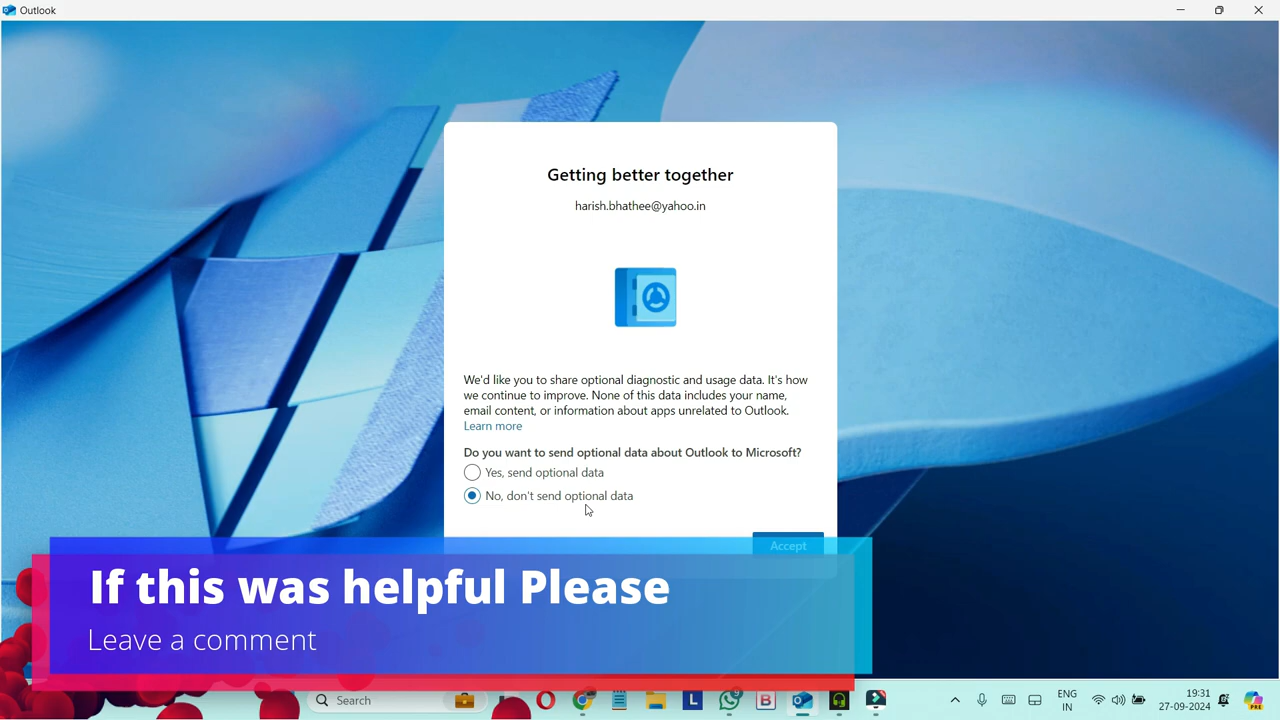 Outlook
Getting better together
harish.bhathee@yahoo.in
We'd like you to share optional diagnostic and usage data. It's how
we continue to improve. None of this data includes your name,
email content, or information about apps unrelated to Outlook.
Learn more
Do you want to send optional data about Outlook to Microsoft?
Yes, send optional data
No, don't send optional data
Accept
If this was helpful Please
Leave a comment
Search
L
9
B
ENG
IN
19:31
27-09-2024
PRE